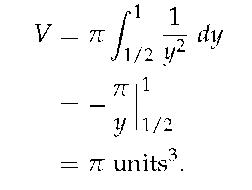 V = π ∫_{1/2}^{1} 1/y² dy
= − π/y |_{1/2}^{1}
= π units³.